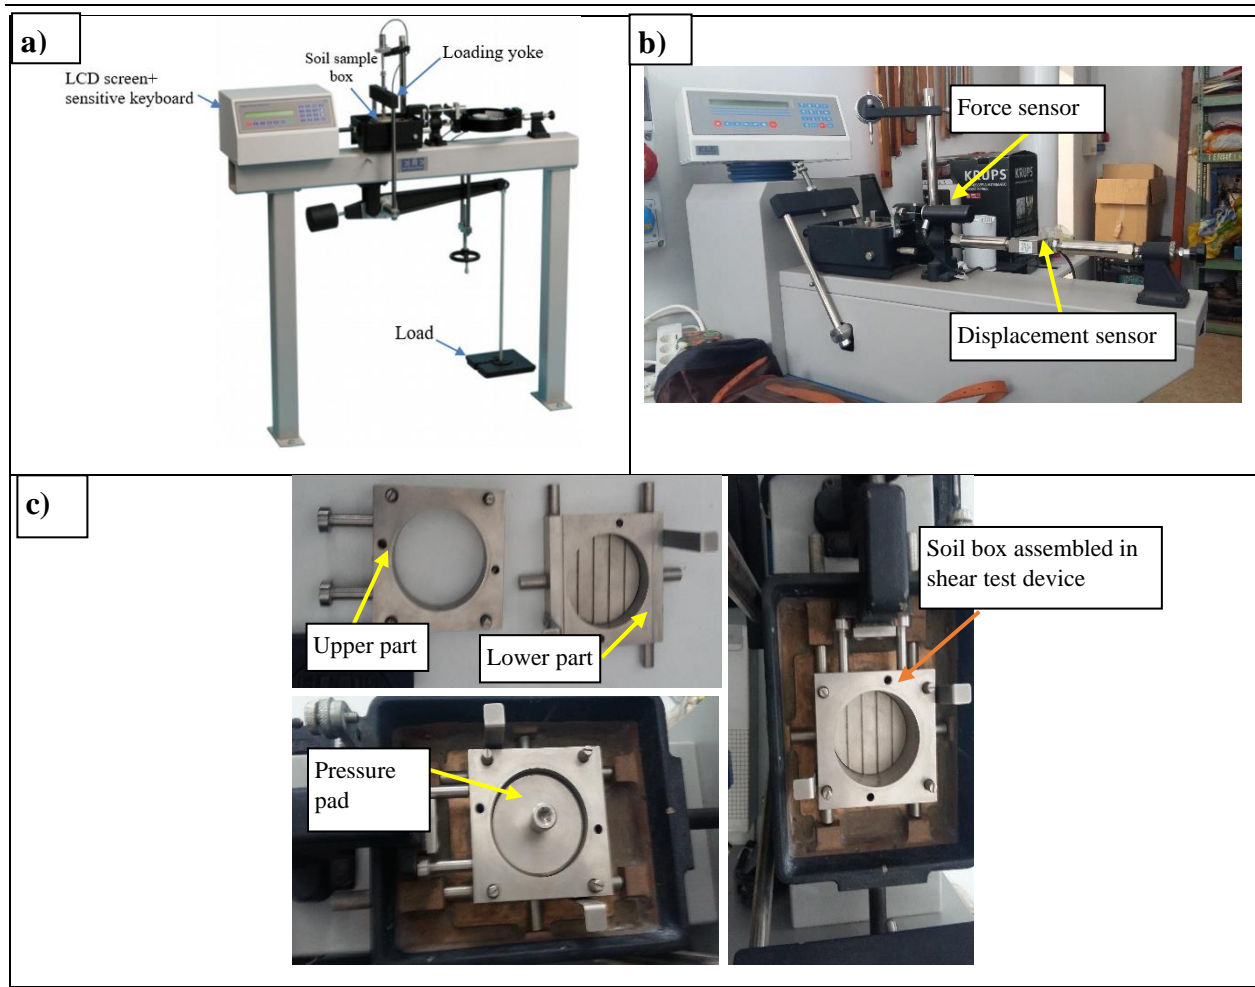 a)
Soil sample
box
Loading yoke
LCD screen+
sensitive keyboard
ELE
Load
b)
Force sensor
KRUPS
KRUPS
Displacement sensor
c)
Upper part
Lower part
Pressure
pad
Soil box assembled in
shear test device